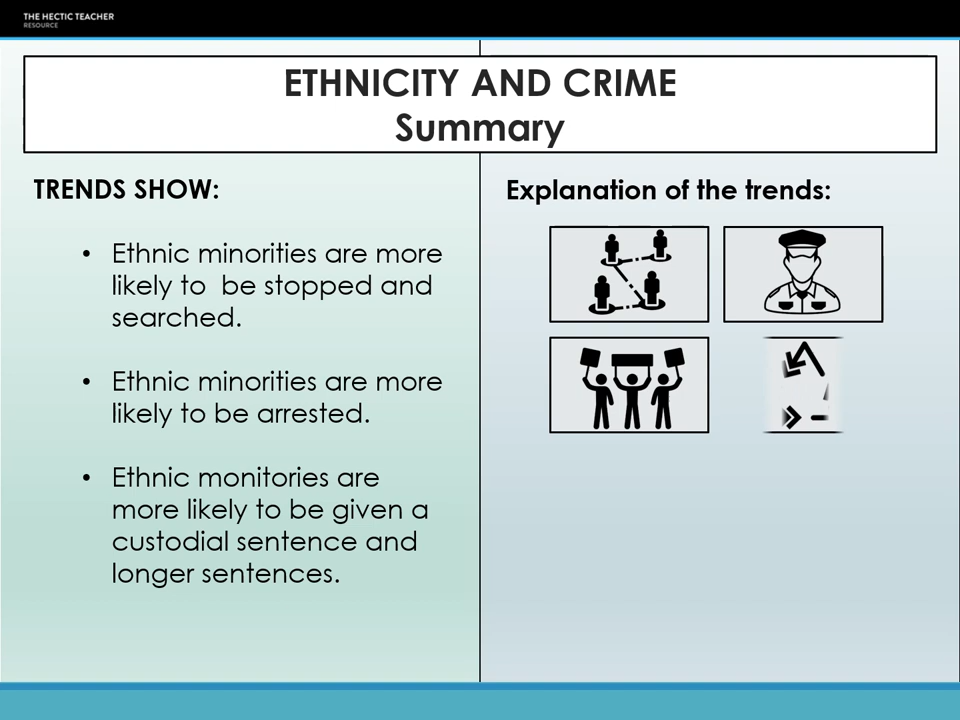 THE HECTIC TEACHER
RESOURCE
ETHNICITY AND CRIME
Summary
TRENDS SHOW:
• Ethnic minorities are more
likely to  be stopped and
searched.
• Ethnic minorities are more
likely to be arrested.
• Ethnic monitories are
more likely to be given a
custodial sentence and
longer sentences.
Explanation of the trends: